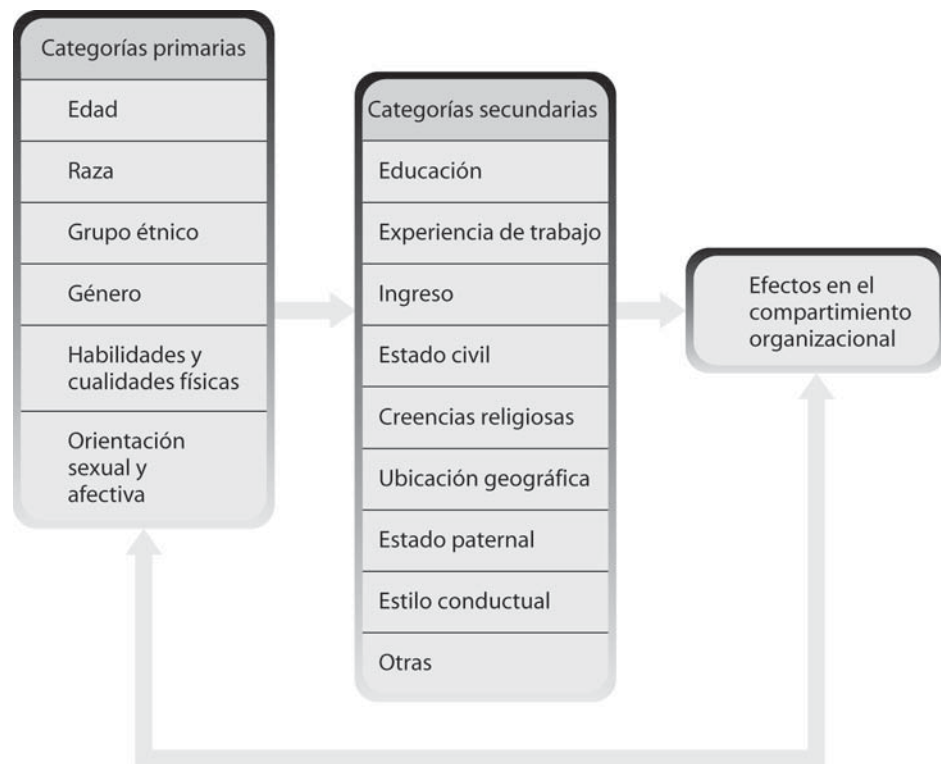 Categorías primarias
Edad
Raza
Grupo étnico
Género
Habilidades y
cualidades físicas
Orientación
sexual y
afectiva
Categorías secundarias
Educación
Experiencia de trabajo
Ingreso
Estado civil
Creencias religiosas
Ubicación geográfica
Estado paternal
Estilo conductual
Otras
Efectos en el
compartimiento
organizacional